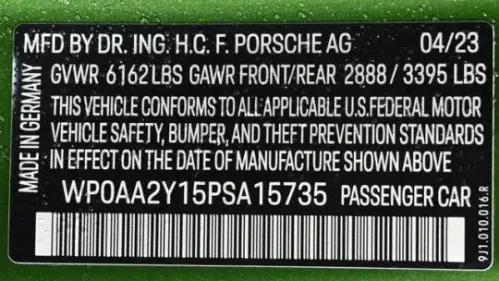 MFD BY DR. ING. H.C. F. PORSCHE AG 04/23
GVWR 6162 LBS GAWR FRONT/REAR 2888 / 3395 LBS
THIS VEHICLE CONFORMS TO ALL APPLICABLE U.S. FEDERAL MOTOR
VEHICLE SAFETY, BUMPER, AND THEFT PREVENTION STANDARDS
IN EFFECT ON THE DATE OF MANUFACTURE SHOWN ABOVE
WP0AA2Y15PSA15735 PASSENGER CAR
MADE IN GERMANY
9J1.010.016.R